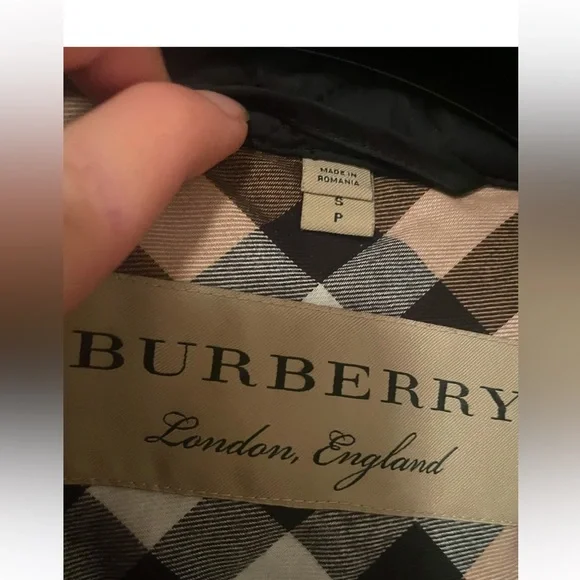 MADE IN
ROMANIA
S
P
BURBERRY
London, England